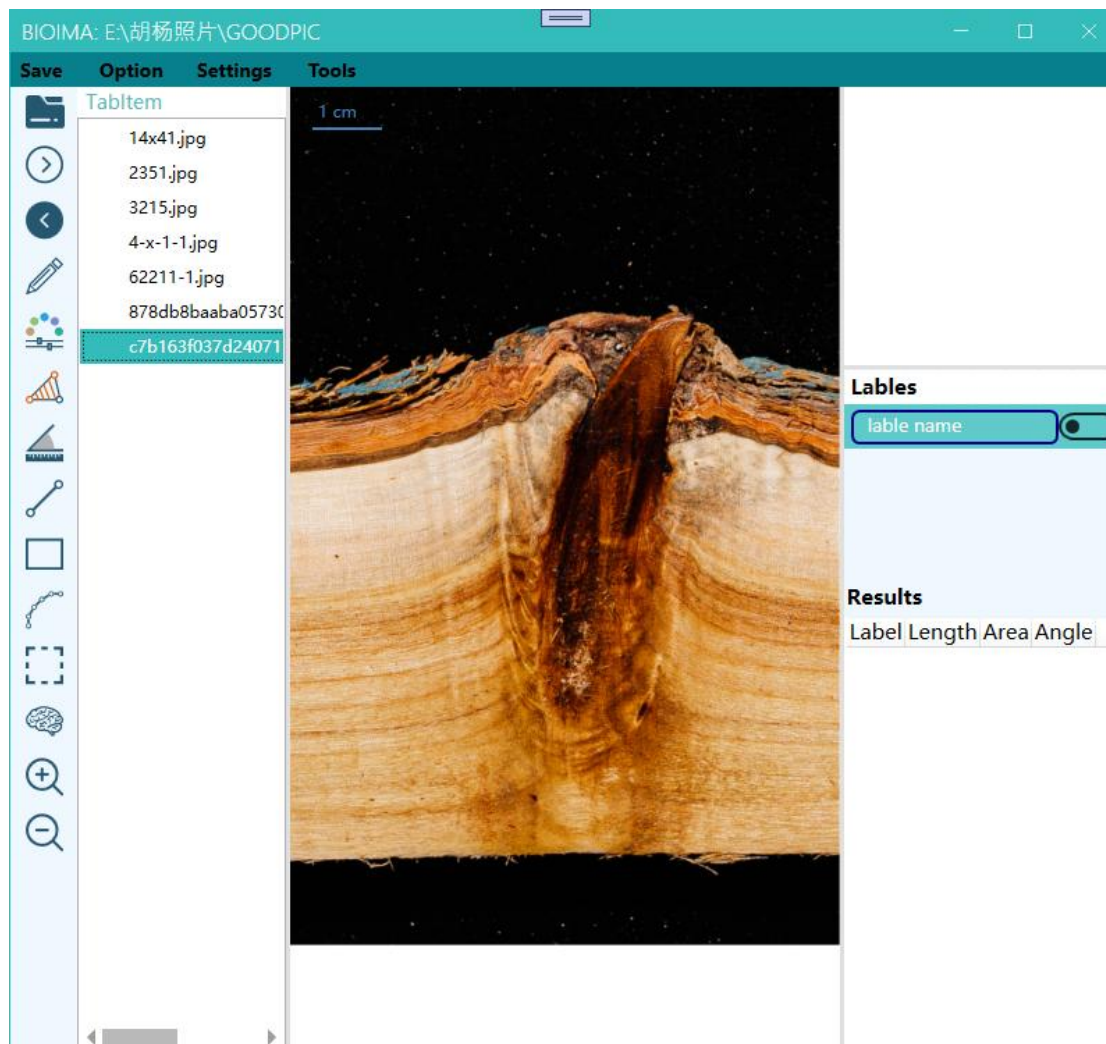 BIOIMA: E:\胡杨照片\GOODPIC
Save Option Settings Tools
TabItem
14x41.jpg
2351.jpg
3215.jpg
4-x-1-1.jpg
62211-1.jpg
878db8baaba0573
c7b163f037d24071
1 cm
Lables
lable name
Results
Label Length Area Angle